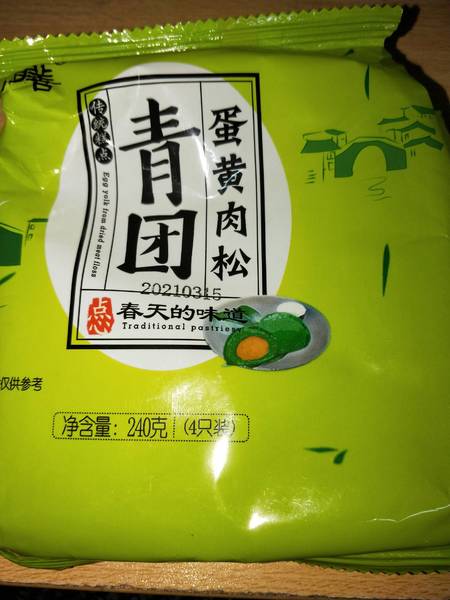 蛋黄肉松
青团
传统糕点
Egg yolk from dried meat floss
20210315
点心
春天的味道
Traditional pastries
仅供参考
净含量：240克 (4只装)